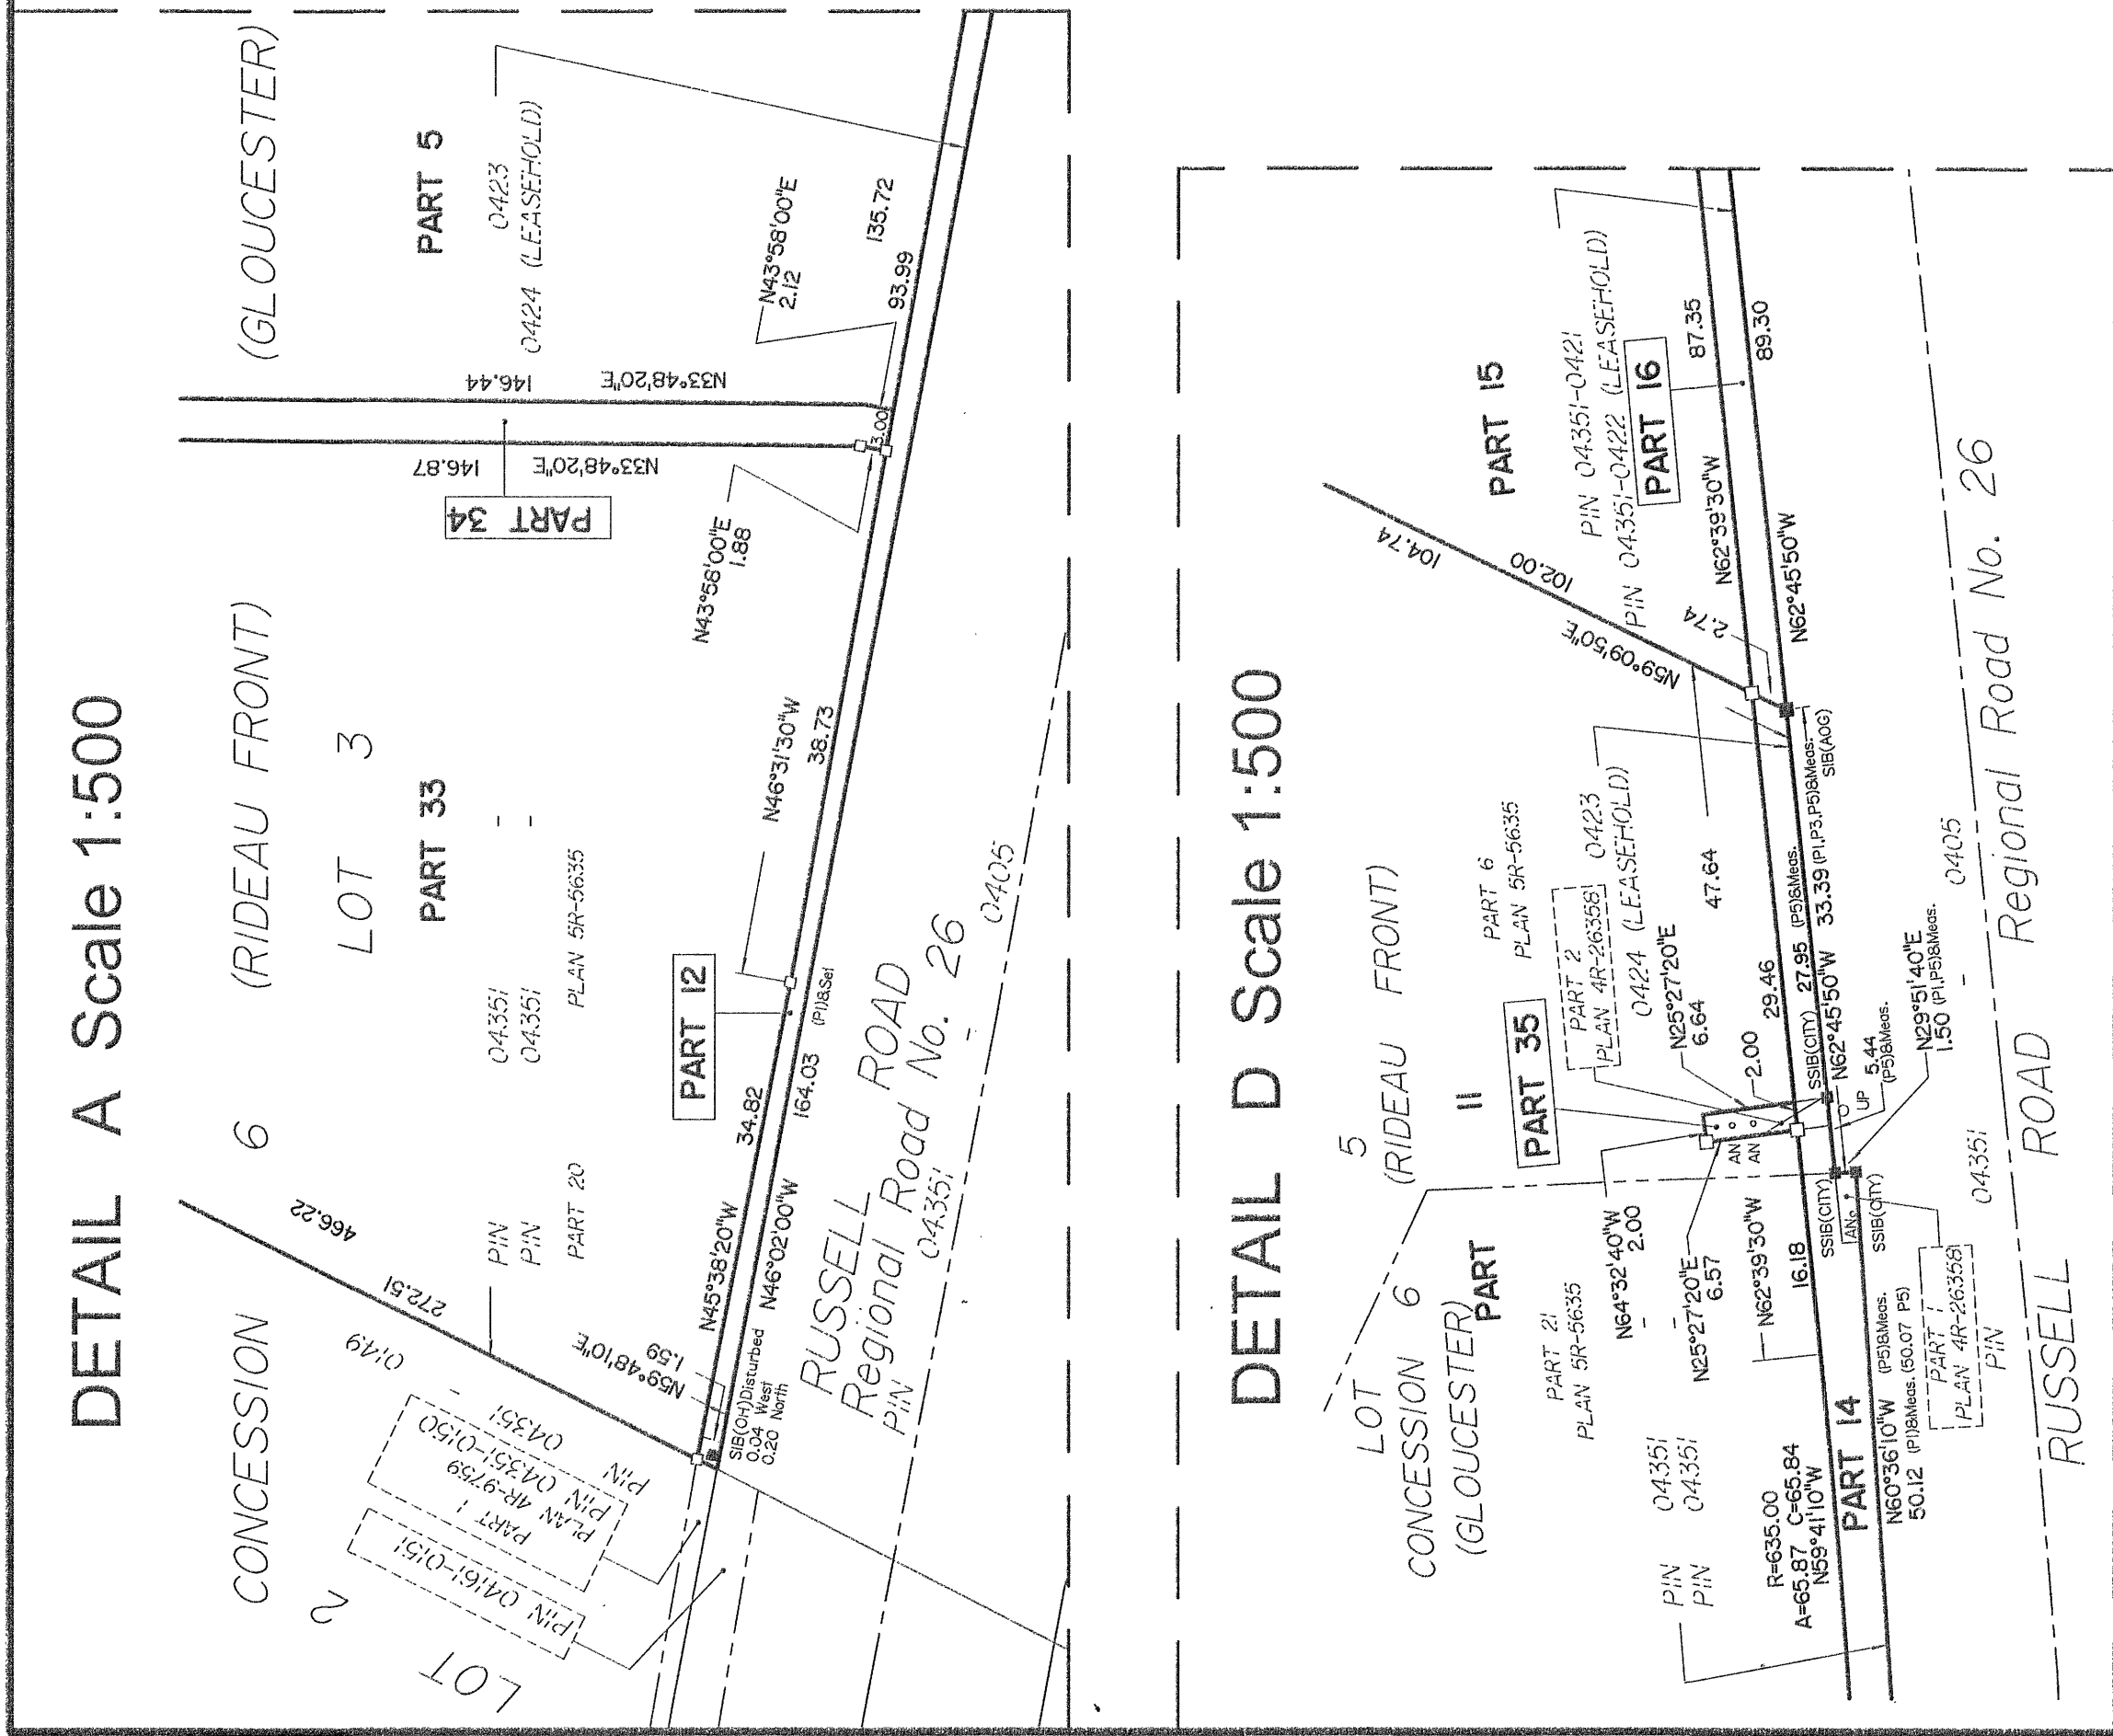 DETAIL A Scale 1:500
CONCESSION 6 (RIDEAU FRONT)
(GLOUCESTER)
LOT 3
LOT 2
PART 33
PART 5
0423
0424 (LEASEHOLD)
466.22
272.51
PIN 04351 -
PIN 04351 -
0149
PART 20 PLAN 5R-5635
PIN 04351 -
PIN 04351-0150
PLAN 4R-9759
PART 1
PIN 04161-0151
PART 34
146.87
N33°48'20"E
146.44
N33°48'20"E
N43°58'00"E
1.88
N43°58'00"E
2.12
3.00
135.72
93.99
N46°31'30"W
38.73
PART 12
34.82
N45°38'20"W
164.03 (P1)&Set
N46°02'00"W
N59°48'10"E
1.59
SIB(OH)Disturbed
0.04 West
0.20 North
RUSSELL ROAD
Regional Road No. 26
PIN 04351 - 0405
DETAIL D Scale 1:500
LOT 5
CONCESSION 6 (RIDEAU FRONT)
(GLOUCESTER)
PART 11
PART 15
PIN 04351-0421
PIN 04351-0422 (LEASEHOLD)
PART 16
PART 35
PART 6
PLAN 5R-5635
PART 2
PLAN 4R-26358
0423
0424 (LEASEHOLD)
PART 21
PLAN 5R-5635
PIN 04351 -
PIN 04351 -
104.74
102.00
N59°09'50"E
2.74
N62°39'30"W
87.35
89.30
N62°45'50"W
47.64
N25°27'20"E
6.64
2.00
29.46
N64°32'40"W
2.00
N25°27'20"E
6.57
N62°39'30"W
16.18
AN
AN
SSIB(CITY) 27.95 (P5)&Meas.
N62°45'50"W 33.39 (P1,P3,P5)&Meas.
SIB(AOG)
UP
5.44
(P5)&Meas.
N29°51'40"E
1.50 (P1,P5)&Meas.
SSIB(CITY)
AN
SSIB(CITY)
R=635.00
A=65.87 C=65.84
N59°41'10"W
PART 14
N60°36'10"W (P5)&Meas.
50.12 (P1)&Meas.(50.07 P5)
PART 1
PLAN 4R-26358
PIN 04351 - 0405
RUSSELL ROAD Regional Road No. 26